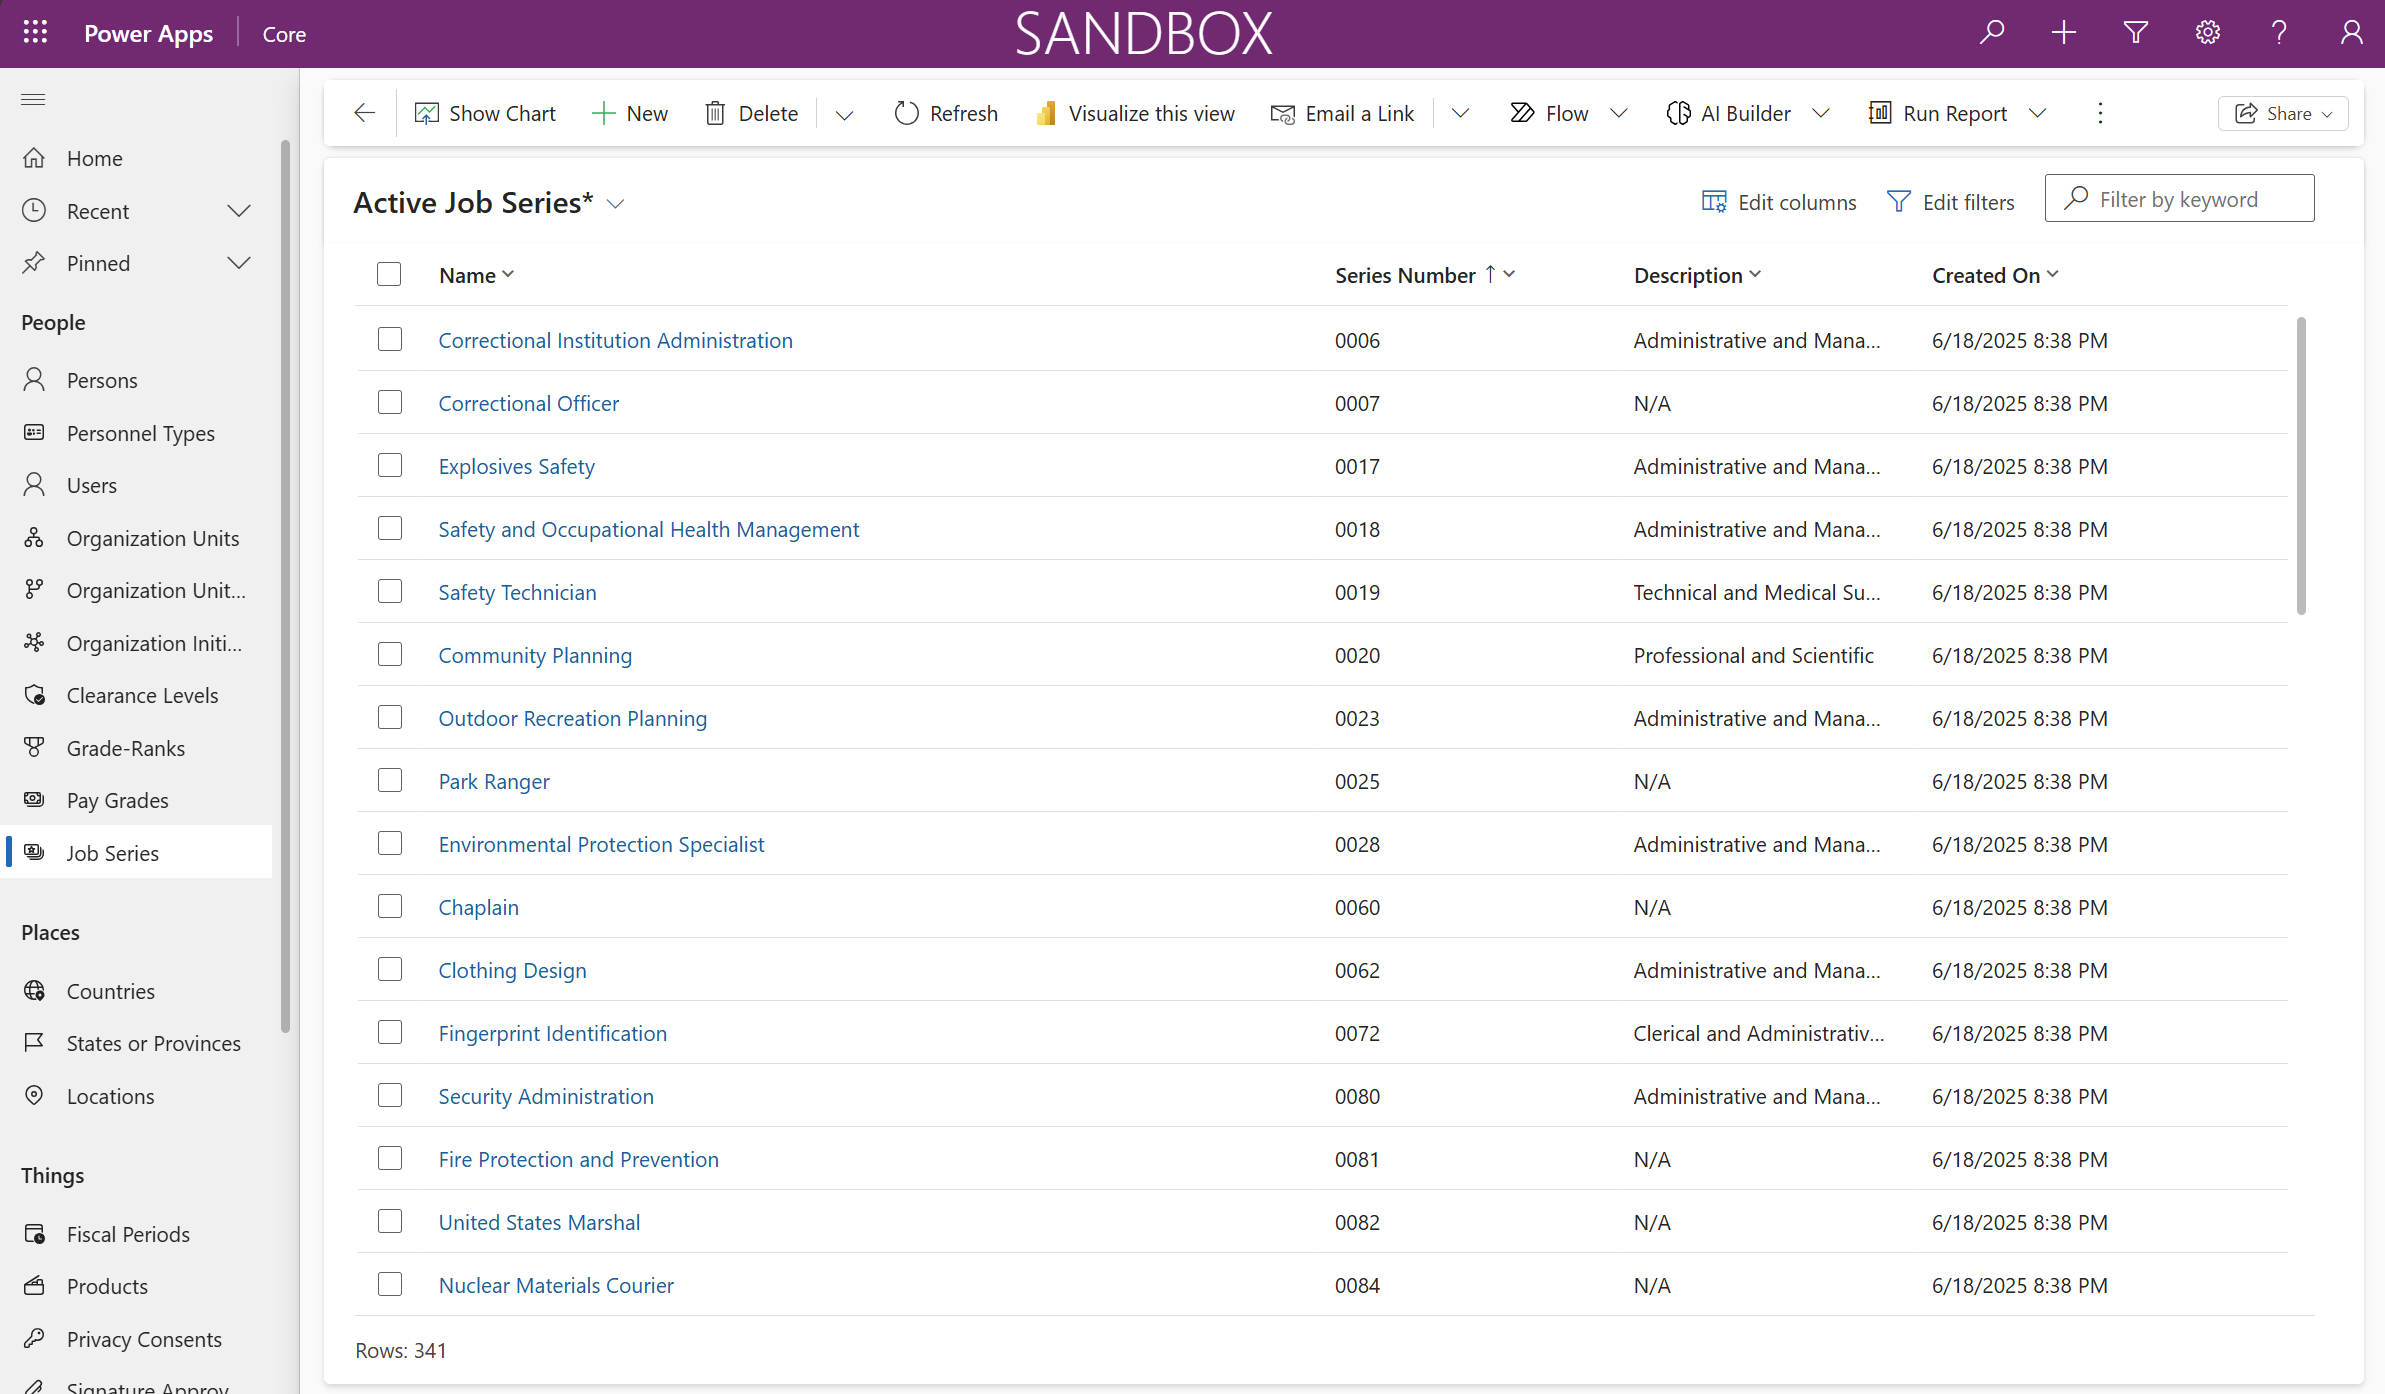 Power Apps Core SANDBOX
Show Chart New Delete Refresh Visualize this view Email a Link Flow AI Builder Run Report Share
Home
Recent
Pinned
People
Persons
Personnel Types
Users
Organization Units
Organization Unit...
Organization Initi...
Clearance Levels
Grade-Ranks
Pay Grades
Job Series
Places
Countries
States or Provinces
Locations
Things
Fiscal Periods
Products
Privacy Consents
Signature Approv
Active Job Series* Edit columns Edit filters Filter by keyword
Name Series Number ↑ Description Created On
Correctional Institution Administration 0006 Administrative and Mana... 6/18/2025 8:38 PM
Correctional Officer 0007 N/A 6/18/2025 8:38 PM
Explosives Safety 0017 Administrative and Mana... 6/18/2025 8:38 PM
Safety and Occupational Health Management 0018 Administrative and Mana... 6/18/2025 8:38 PM
Safety Technician 0019 Technical and Medical Su... 6/18/2025 8:38 PM
Community Planning 0020 Professional and Scientific 6/18/2025 8:38 PM
Outdoor Recreation Planning 0023 Administrative and Mana... 6/18/2025 8:38 PM
Park Ranger 0025 N/A 6/18/2025 8:38 PM
Environmental Protection Specialist 0028 Administrative and Mana... 6/18/2025 8:38 PM
Chaplain 0060 N/A 6/18/2025 8:38 PM
Clothing Design 0062 Administrative and Mana... 6/18/2025 8:38 PM
Fingerprint Identification 0072 Clerical and Administrativ... 6/18/2025 8:38 PM
Security Administration 0080 Administrative and Mana... 6/18/2025 8:38 PM
Fire Protection and Prevention 0081 N/A 6/18/2025 8:38 PM
United States Marshal 0082 N/A 6/18/2025 8:38 PM
Nuclear Materials Courier 0084 N/A 6/18/2025 8:38 PM
Rows: 341